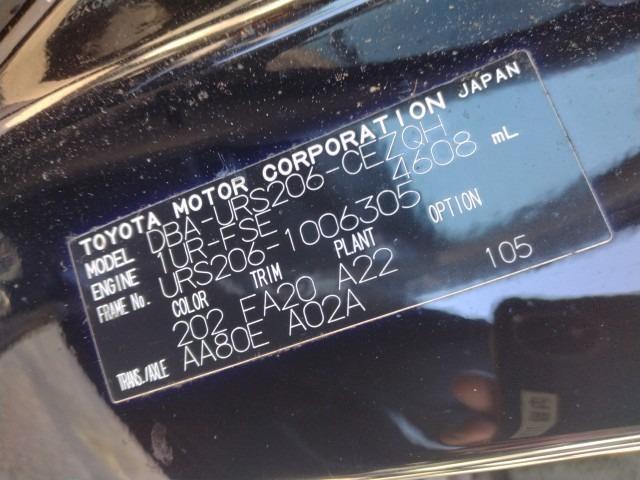 TOYOTA MOTOR CORPORATION JAPAN
MODEL DBA-URS206-CEZQH
ENGINE 1UR-FSE 4608 mL
FRAME No. URS206-1006305
COLOR TRIM PLANT OPTION
202 FA20 A22
TRANS./AXLE AA80E A02A 105